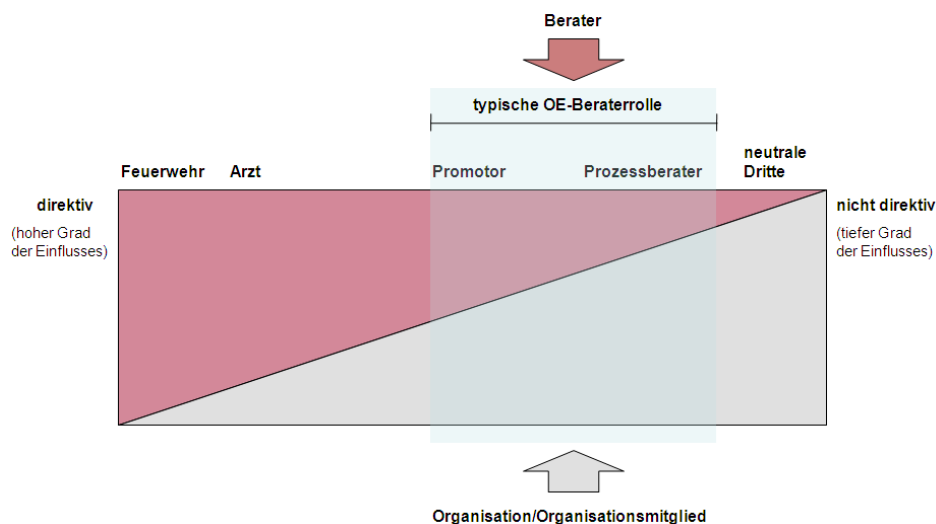 Berater
typische OE-Beraterrolle
Feuerwehr
Arzt
Promotor
Prozessberater
neutrale
Dritte
direktiv
(hoher Grad
der Einflusses)
nicht direktiv
(tiefer Grad
der Einflusses)
Organisation/Organisationsmitglied